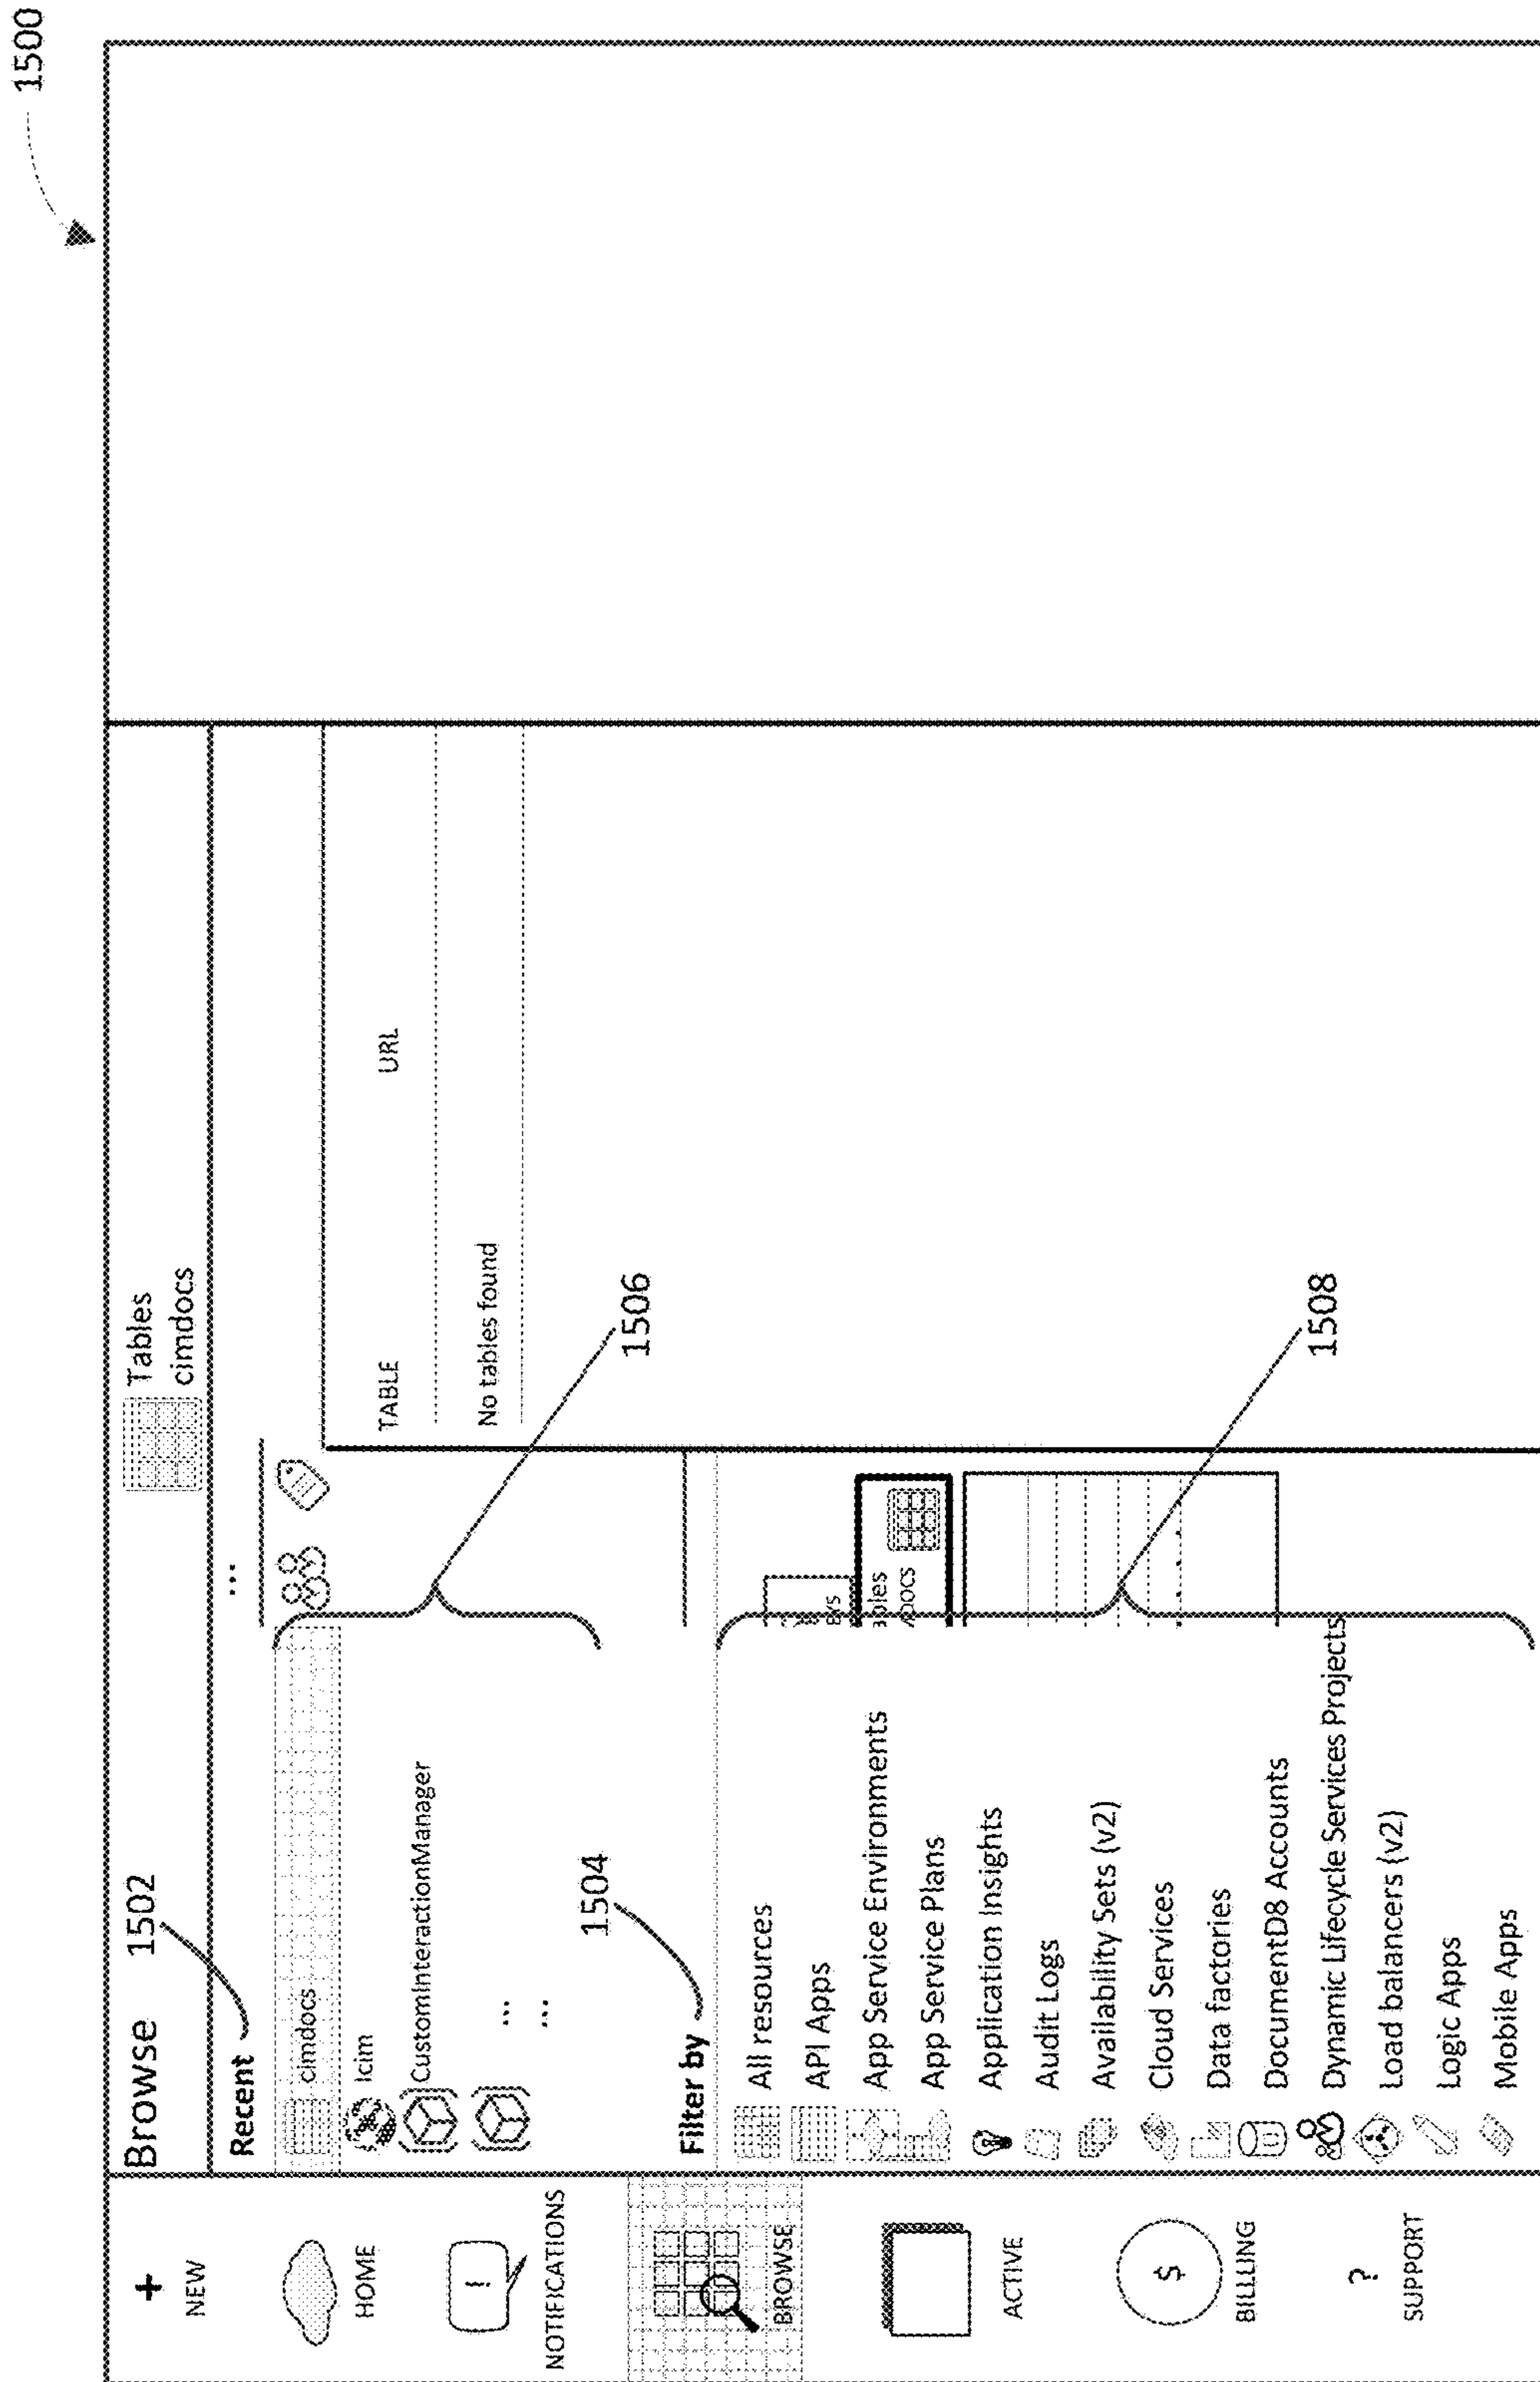 1500
+
NEW
HOME
!
NOTIFICATIONS
BROWSE
ACTIVE
$
BILLLING
?
SUPPORT
Browse
1502
Recent
...
cimdocs
Icim
CustomInteractionManager
...
...
1506
1504
Filter by
All resources
API Apps
App Service Environments
App Service Plans
Application Insights
Audit Logs
Availability Sets (v2)
Cloud Services
Data factories
DocumentD8 Accounts
Dynamic Lifecycle Services Projects
Load balancers (v2)
Logic Apps
Mobile Apps
1508
Tables
cimdocs
TABLE URL
No tables found